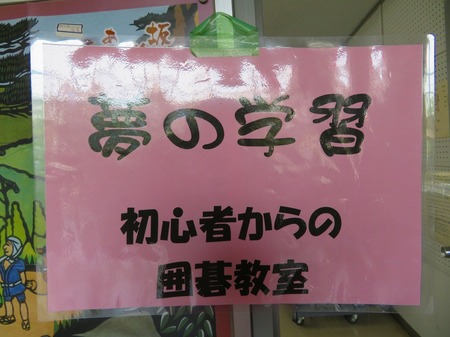 夢の学習
初心者からの
囲碁教室